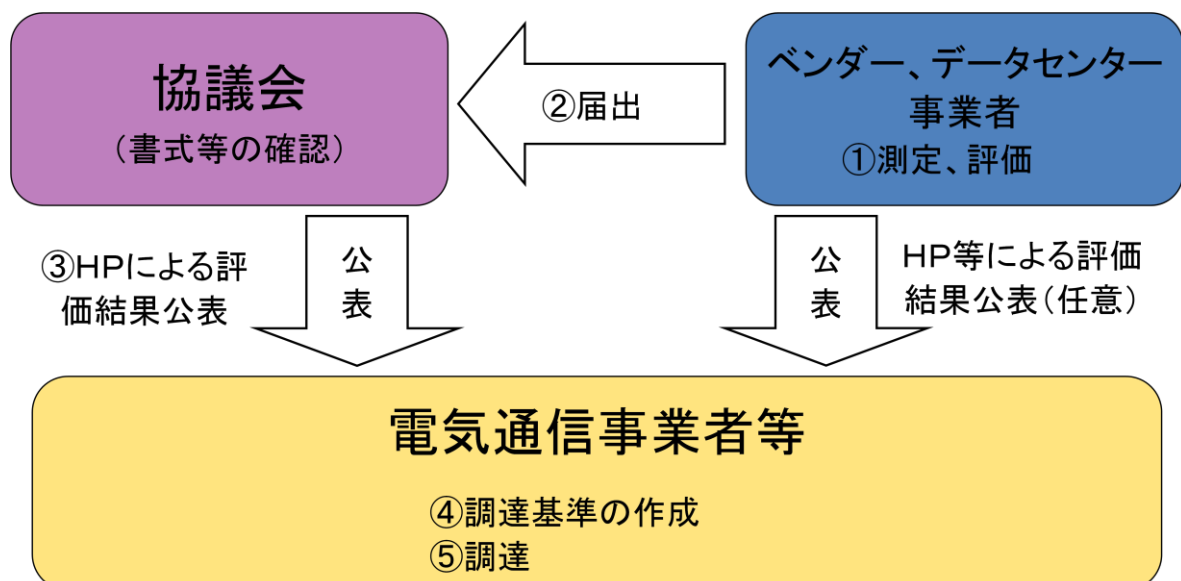 協議会
（書式等の確認）
②届出
ベンダー、データセンター
事業者
①測定、評価
③HPによる評
価結果公表
公
表
公
表
HP等による評価
結果公表（任意）
電気通信事業者等
④調達基準の作成
⑤調達